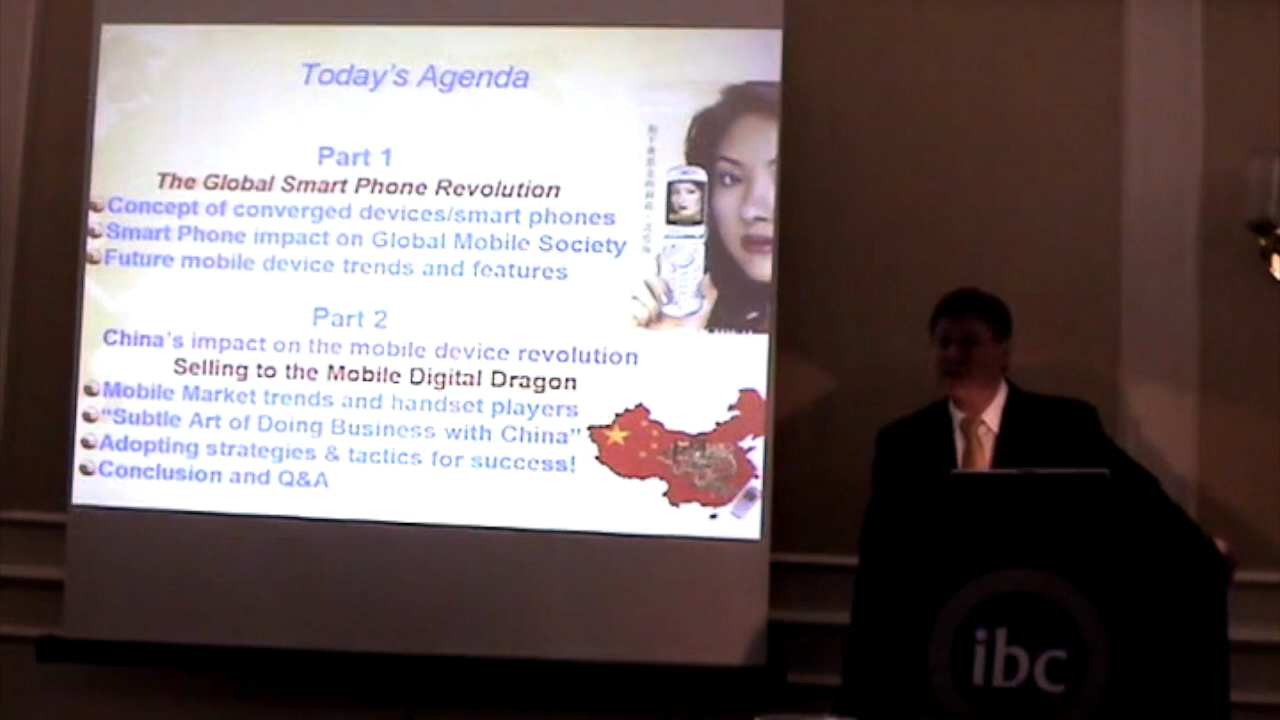 Today's Agenda
Part 1
The Global Smart Phone Revolution
Concept of converged devices/smart phones
Smart Phone impact on Global Mobile Society
Future mobile device trends and features
Part 2
China's impact on the mobile device revolution
Selling to the Mobile Digital Dragon
Mobile Market trends and handset players
"Subtle Art of Doing Business with China"
Adopting strategies & tactics for success!
Conclusion and Q&A
ibc